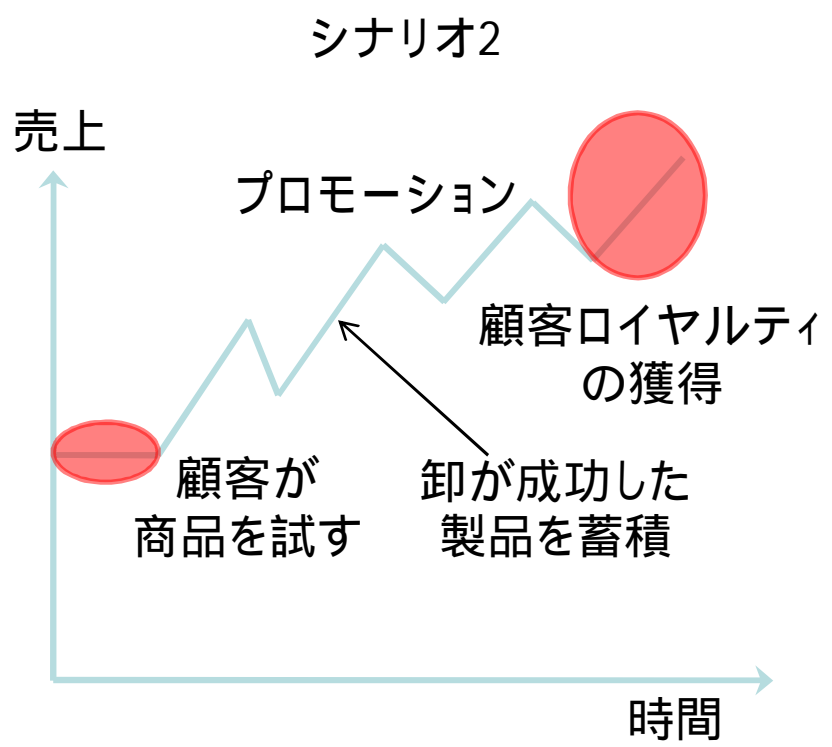 シナリオ2
売上
プロモーション
顧客ロイヤルティ
の獲得
顧客が
商品を試す
卸が成功した
製品を蓄積
時間